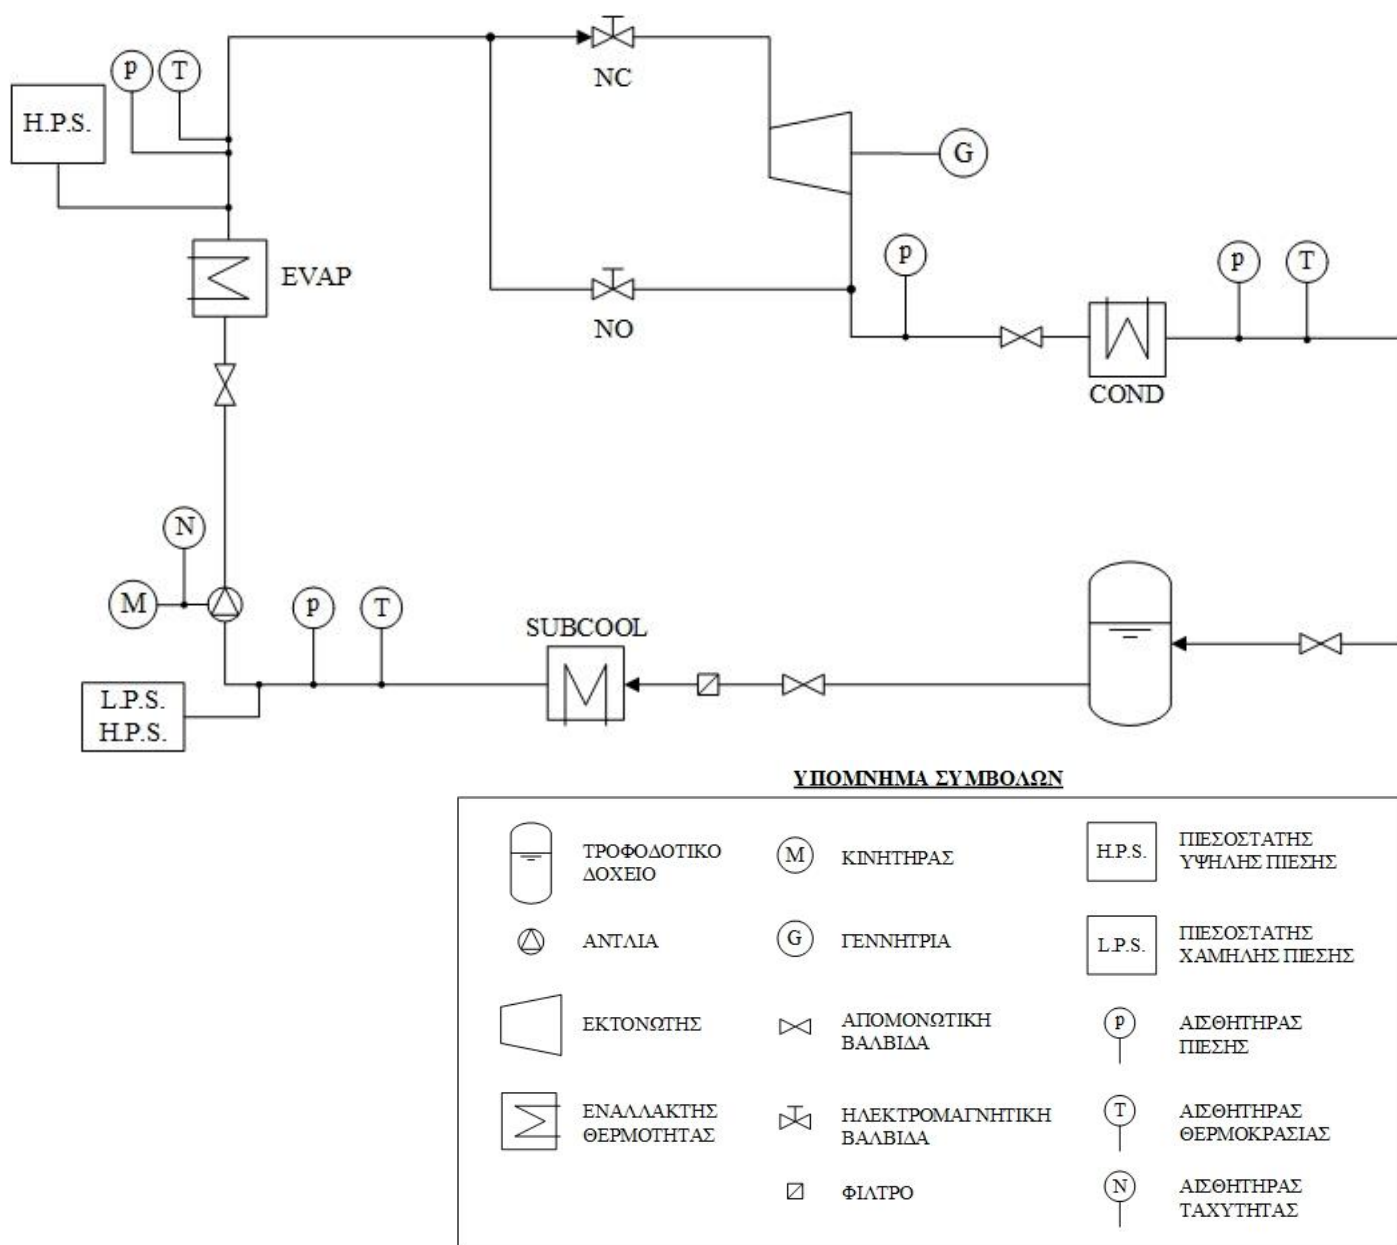 p T
H.P.S.
NC
G
EVAP
NO
p
p T
COND
N
M
p T
SUBCOOL
L.P.S.
H.P.S.
ΥΠΟΜΝΗΜΑ ΣΥΜΒΟΛΩΝ
ΤΡΟΦΟΔΟΤΙΚΟ
ΔΟΧΕΙΟ
M
ΚΙΝΗΤΗΡΑΣ
H.P.S.
ΠΙΕΣΟΣΤΑΤΗΣ
ΥΨΗΛΗΣ ΠΙΕΣΗΣ
ΑΝΤΛΙΑ
G
ΓΕΝΝΗΤΡΙΑ
L.P.S.
ΠΙΕΣΟΣΤΑΤΗΣ
ΧΑΜΗΛΗΣ ΠΙΕΣΗΣ
ΕΚΤΟΝΩΤΗΣ
ΑΠΟΜΟΝΩΤΙΚΗ
ΒΑΛΒΙΔΑ
p
ΑΙΣΘΗΤΗΡΑΣ
ΠΙΕΣΗΣ
ΕΝΑΛΛΑΚΤΗΣ
ΘΕΡΜΟΤΗΤΑΣ
ΗΛΕΚΤΡΟΜΑΓΝΗΤΙΚΗ
ΒΑΛΒΙΔΑ
T
ΑΙΣΘΗΤΗΡΑΣ
ΘΕΡΜΟΚΡΑΣΙΑΣ
ΦΙΛΤΡΟ
N
ΑΙΣΘΗΤΗΡΑΣ
ΤΑΧΥΤΗΤΑΣ